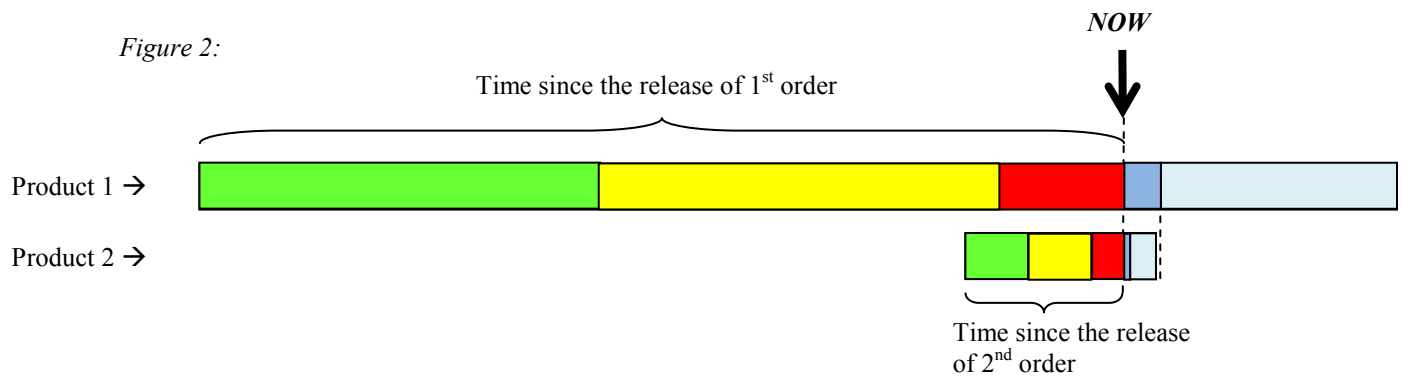 NOW
Figure 2:
Time since the release of 1st order
Product 1 →
Product 2 →
Time since the release
of 2nd order